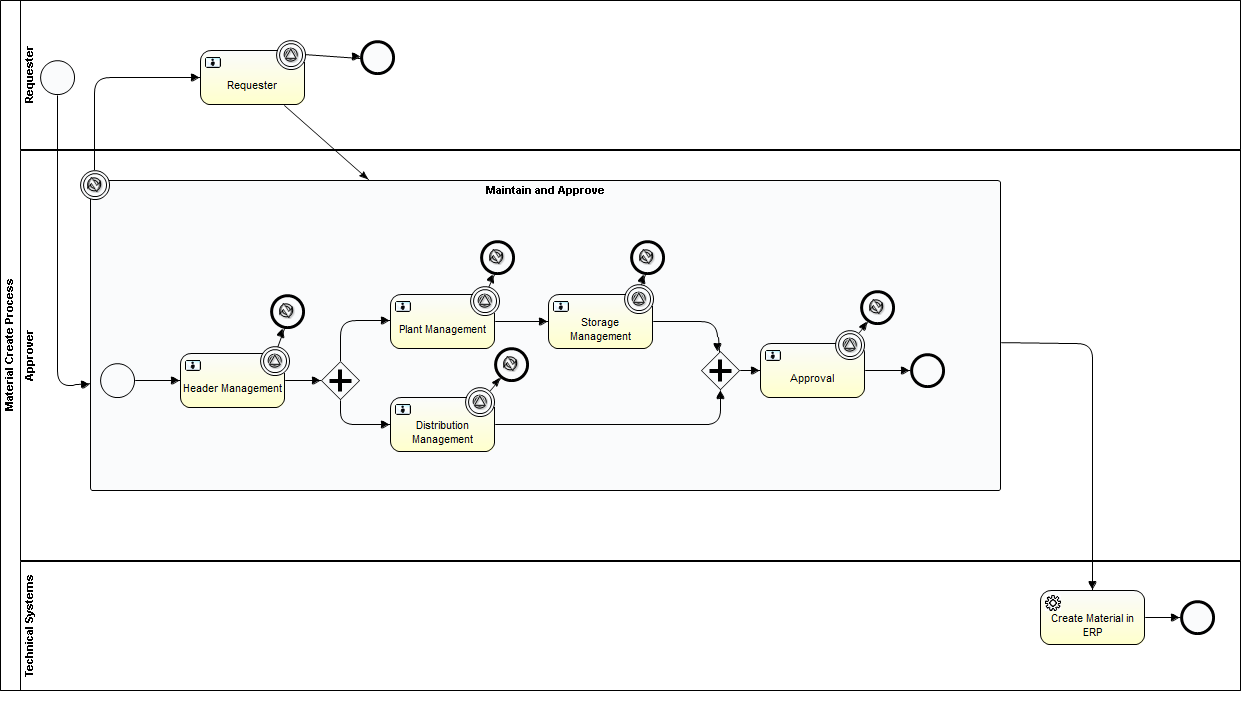 Material Create Process
Requester
Requester
Approver
Maintain and Approve
Header Management
Plant Management
Storage
Management
Distribution
Management
Approval
Technical Systems
Create Material in
ERP